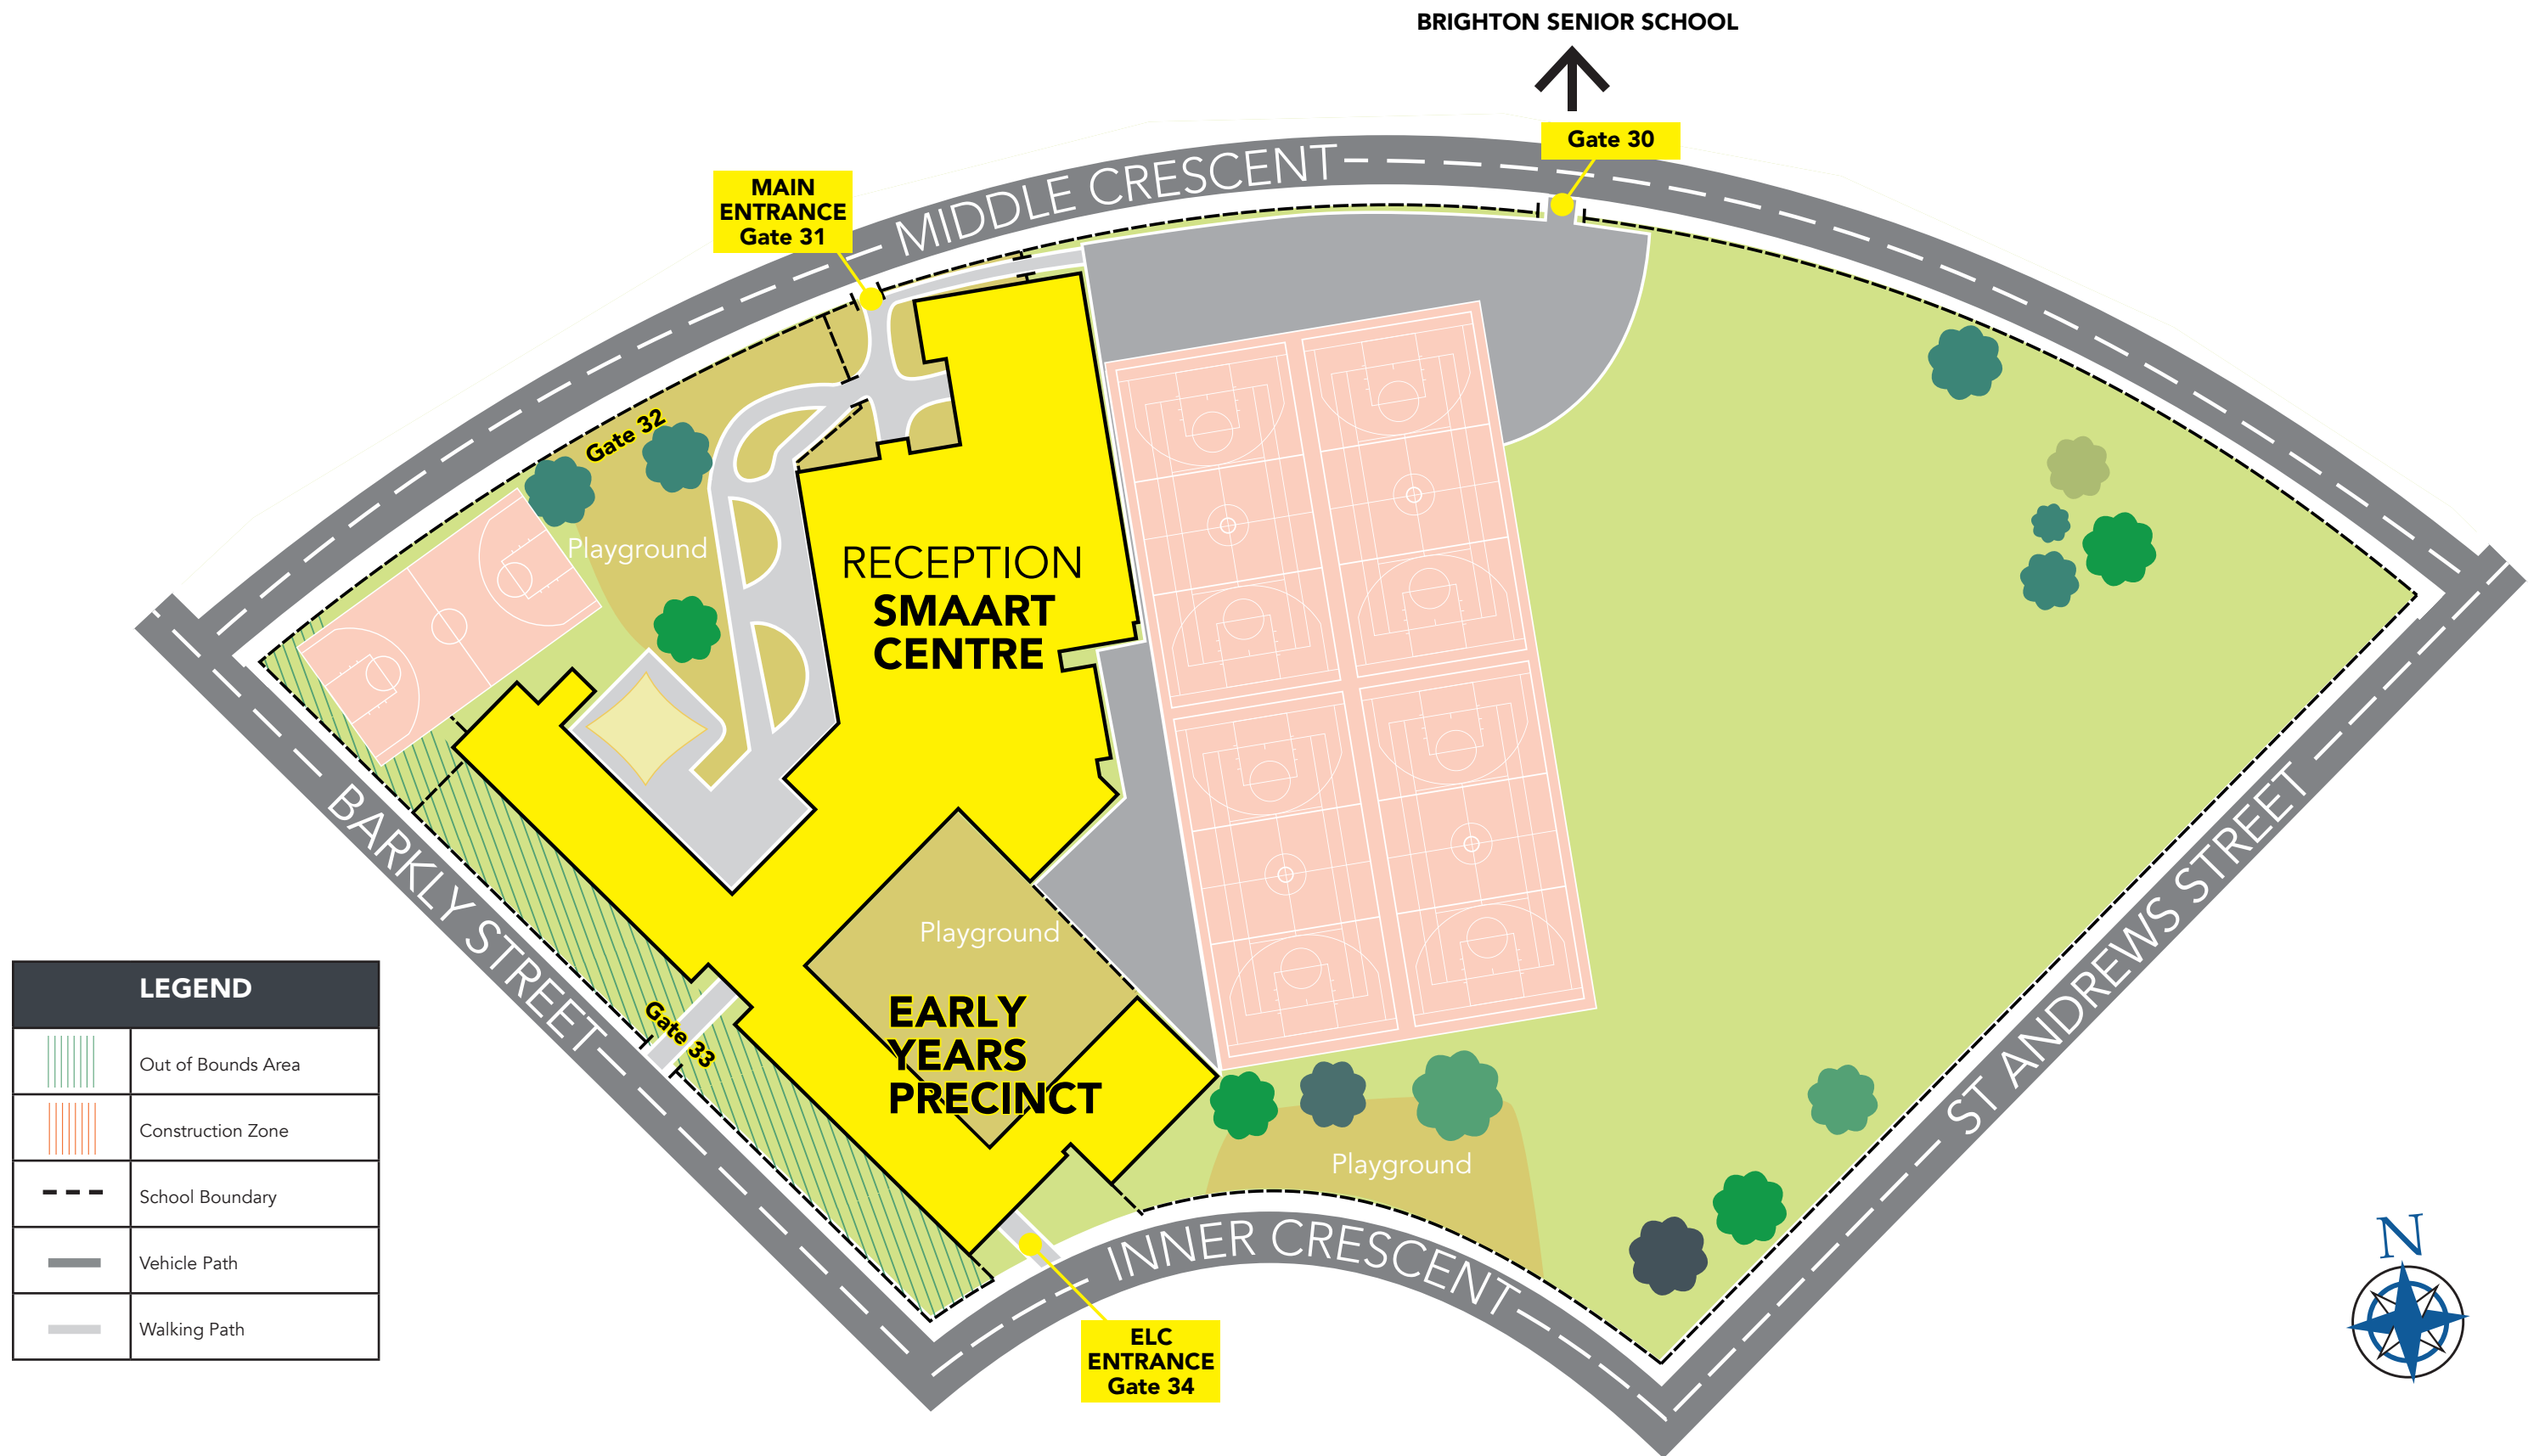 BRIGHTON SENIOR SCHOOL
Gate 30
MAIN
ENTRANCE
Gate 31
MIDDLE CRESCENT
Gate 32
Playground
RECEPTION
SMAART
CENTRE
BARKLY STREET
ST ANDREWS STREET
Playground
EARLY
YEARS
PRECINCT
Gate 33
Playground
INNER CRESCENT
ELC
ENTRANCE
Gate 34
LEGEND
Out of Bounds Area
Construction Zone
School Boundary
Vehicle Path
Walking Path
N